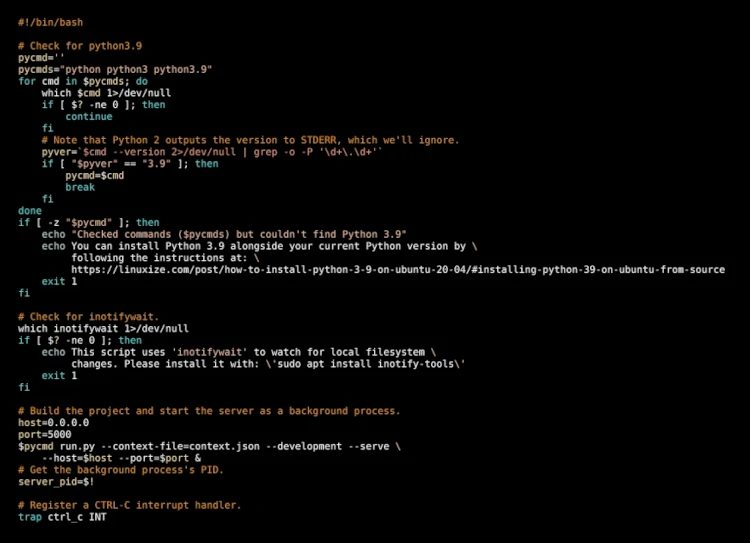 #!/bin/bash
# Check for python3.9
pycmd=''
pycmds="python python3 python3.9"
for cmd in $pycmds; do
    which $cmd 1>/dev/null
    if [ $? -ne 0 ]; then
        continue
    fi
    # Note that Python 2 outputs the version to STDERR, which we'll ignore.
    pyver=`$cmd --version 2>/dev/null | grep -o -P '\d+\.\d+'`
    if [ "$pyver" == "3.9" ]; then
        pycmd=$cmd
        break
    fi
done
if [ -z "$pycmd" ]; then
    echo "Checked commands ($pycmds) but couldn't find Python 3.9"
    echo You can install Python 3.9 alongside your current Python version by \
         following the instructions at: \
         https://linuxize.com/post/how-to-install-python-3-9-on-ubuntu-20-04/#installing-python-39-on-ubuntu-from-source
    exit 1
fi
# Check for inotifywait.
which inotifywait 1>/dev/null
if [ $? -ne 0 ]; then
    echo This script uses 'inotifywait' to watch for local filesystem \
         changes. Please install it with: \'sudo apt install inotify-tools\'
    exit 1
fi
# Build the project and start the server as a background process.
host=0.0.0.0
port=5000
$pycmd run.py --context-file=context.json --development --serve \
    --host=$host --port=$port &
# Get the background process's PID.
server_pid=$!
# Register a CTRL-C interrupt handler.
trap ctrl_c INT